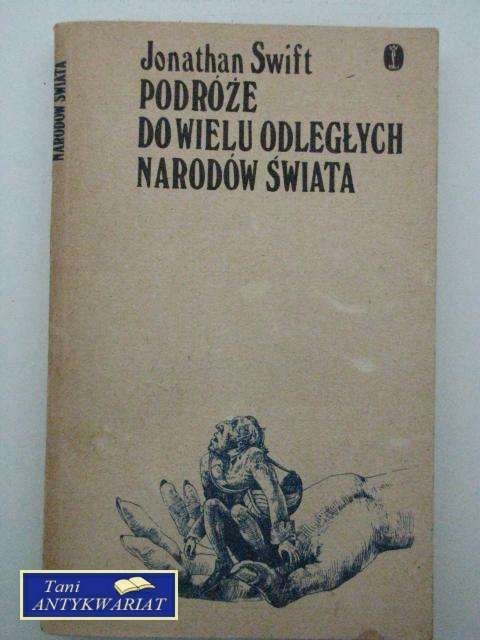 Jonathan Swift
PODRÓŻE
DO WIELU ODLEGŁYCH
NARODÓW ŚWIATA
NARODÓW ŚWIATA
Tani
ANTYKWARIAT